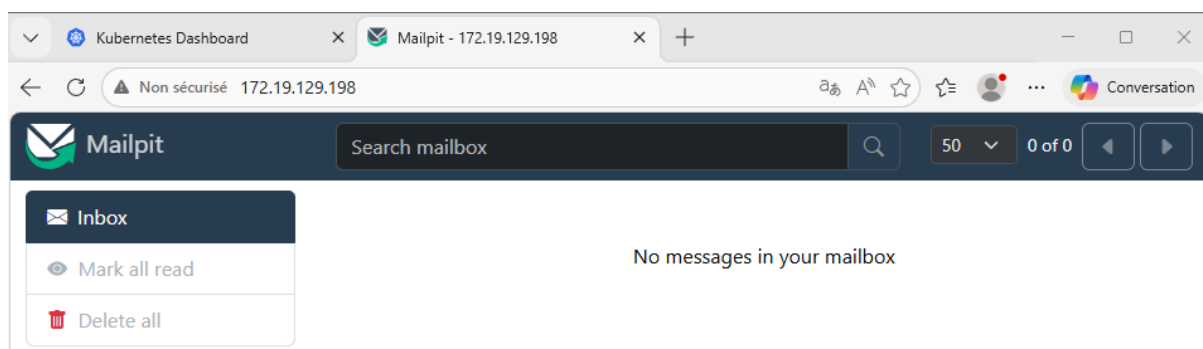 Kubernetes Dashboard
Mailpit - 172.19.129.198
Non sécurisé 172.19.129.198
Conversation
Mailpit
Search mailbox
50
0 of 0
Inbox
Mark all read
Delete all
No messages in your mailbox